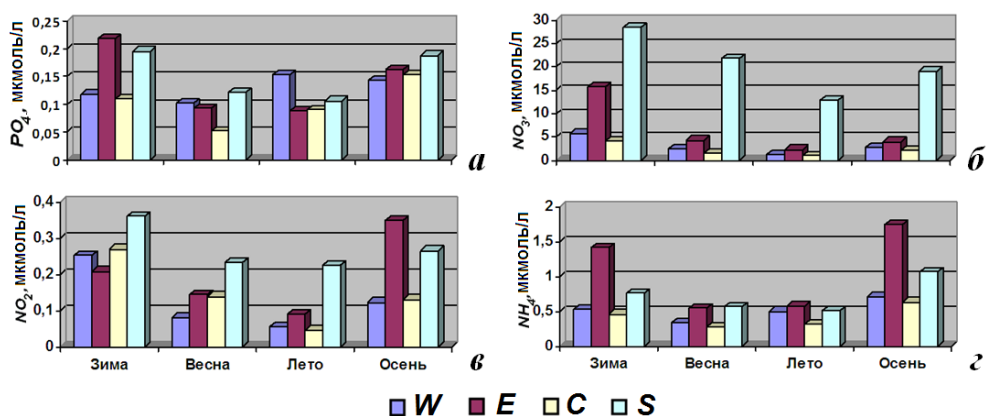 PO4, мкмоль/л
0,25
0,2
0,15
0,1
0,05
0
а
NO3, мкмоль/л
30
25
20
15
10
5
0
б
NO2, мкмоль/л
0,4
0,3
0,2
0,1
0
Зима Весна Лето Осень
в
NH4, мкмоль/л
2
1,5
1
0,5
0
Зима Весна Лето Осень
г
W E C S